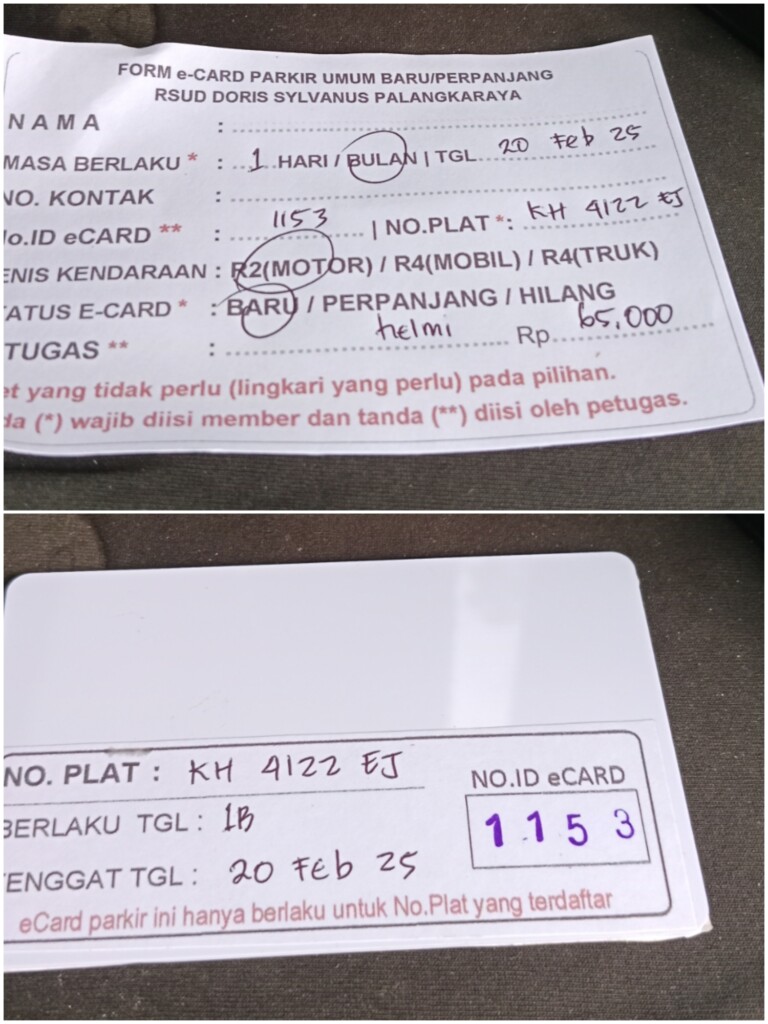 FORM e-CARD PARKIR UMUM BARU/PERPANJANG
RSUD DORIS SYLVANUS PALANGKARAYA
NAMA :
MASA BERLAKU * : 1 HARI / BULAN | TGL 20 Feb 25
NO. KONTAK :
No.ID eCARD ** : 1153 | NO.PLAT *: KH 4122 EJ
ENIS KENDARAAN : R2(MOTOR) / R4(MOBIL) / R4(TRUK)
ATUS E-CARD * : BARU / PERPANJANG / HILANG
TUGAS ** : helmi Rp. 65.000
et yang tidak perlu (lingkari yang perlu) pada pilihan.
da (*) wajib diisi member dan tanda (**) diisi oleh petugas.
NO. PLAT : KH 4122 EJ
NO.ID eCARD
BERLAKU TGL : 1B
1153
ENGGAT TGL : 20 Feb 25
eCard parkir ini hanya berlaku untuk No.Plat yang terdaftar